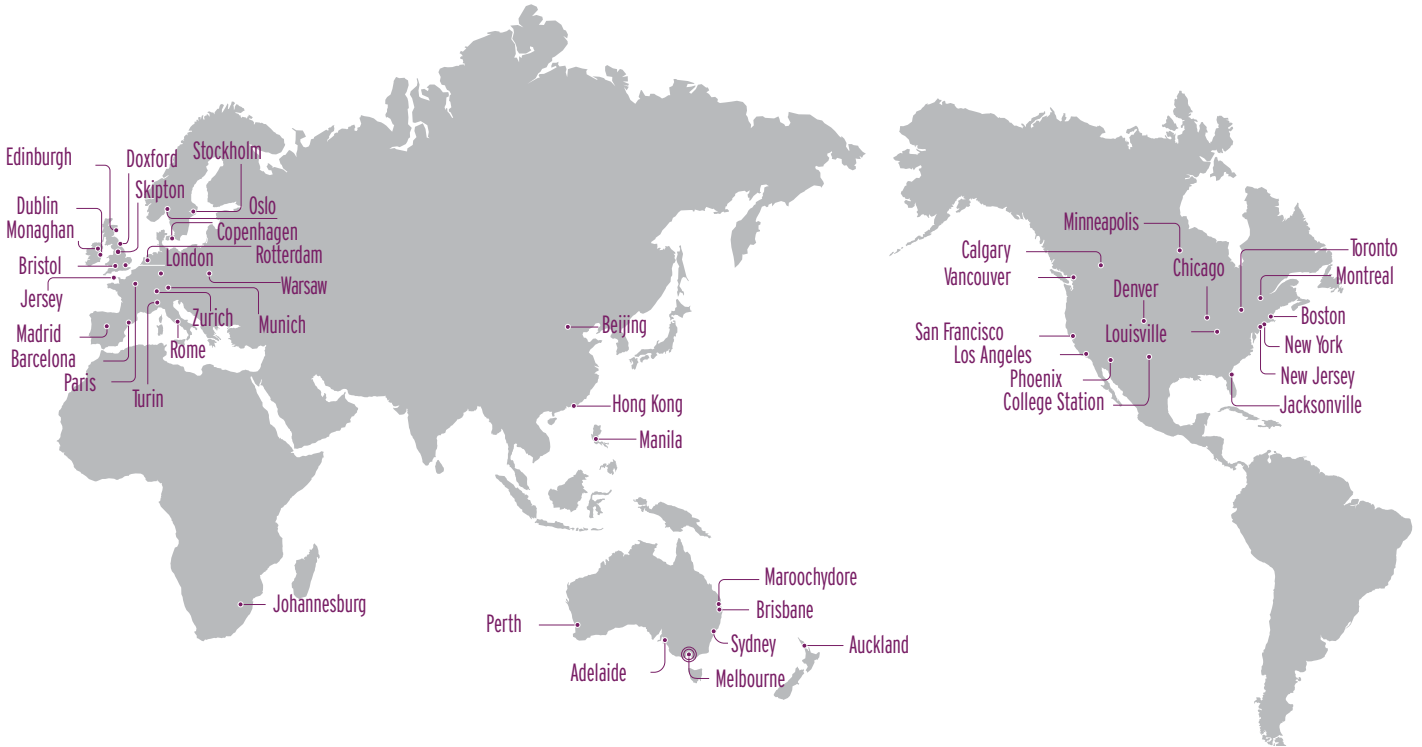 Edinburgh
Doxford
Stockholm
Skipton
Dublin
Oslo
Monaghan
Copenhagen
Rotterdam
London
Bristol
Warsaw
Jersey
Zurich
Munich
Madrid
Rome
Barcelona
Paris
Turin
Beijing
Hong Kong
Manila
Johannesburg
Perth
Adelaide
Maroochydore
Brisbane
Sydney
Melbourne
Auckland
Minneapolis
Calgary
Vancouver
Chicago
Toronto
Montreal
Denver
San Francisco
Louisville
Boston
Los Angeles
New York
Phoenix
New Jersey
College Station
Jacksonville